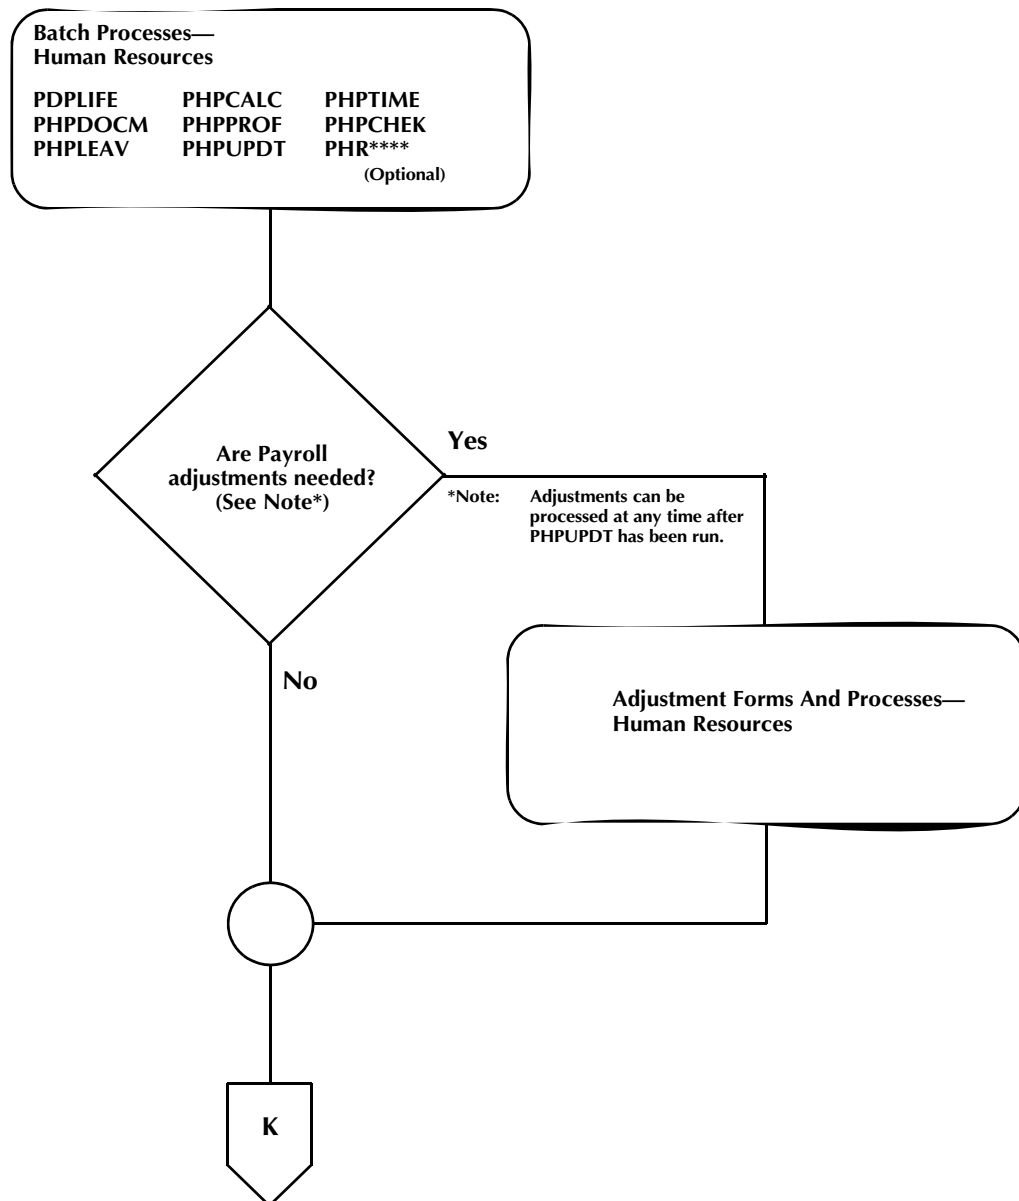 Batch Processes—
Human Resources
PDPLIFE PHPCALC PHPTIME
PHPDOCM PHPPROF PHPCHEK
PHPLEAV PHPUPDT PHR****
(Optional)
Are Payroll
adjustments needed?
(See Note*)
Yes
*Note: Adjustments can be
processed at any time after
PHPUPDT has been run.
No
Adjustment Forms And Processes—
Human Resources
K